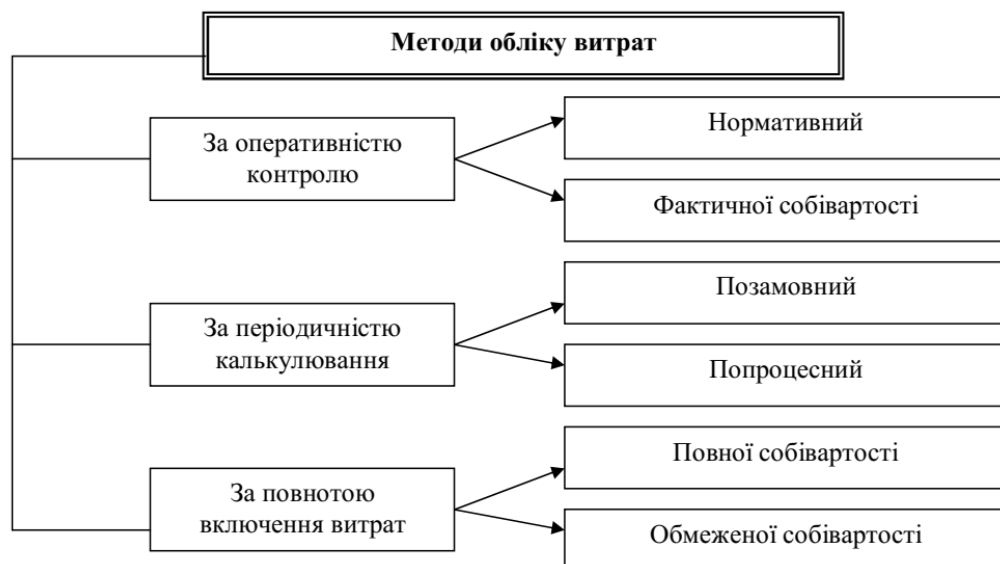 Методи обліку витрат
За оперативністю
контролю
Нормативний
Фактичної собівартості
За періодичністю
калькулювання
Позамовний
Попроцесний
За повнотою
включення витрат
Повної собівартості
Обмеженої собівартості